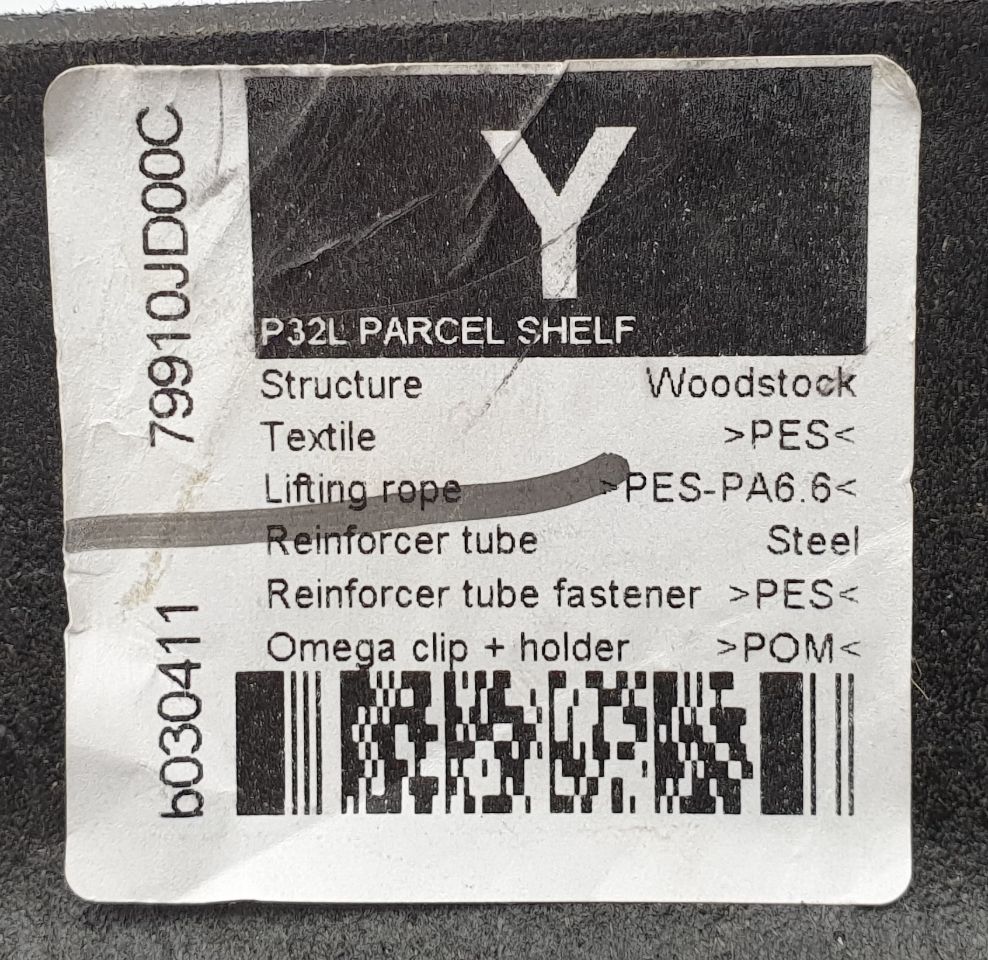 79910JD00C
b030411
Y
P32L PARCEL SHELF
Structure Woodstock
Textile >PES<
Lifting rope >PES-PA6.6<
Reinforcer tube Steel
Reinforcer tube fastener >PES<
Omega clip + holder >POM<